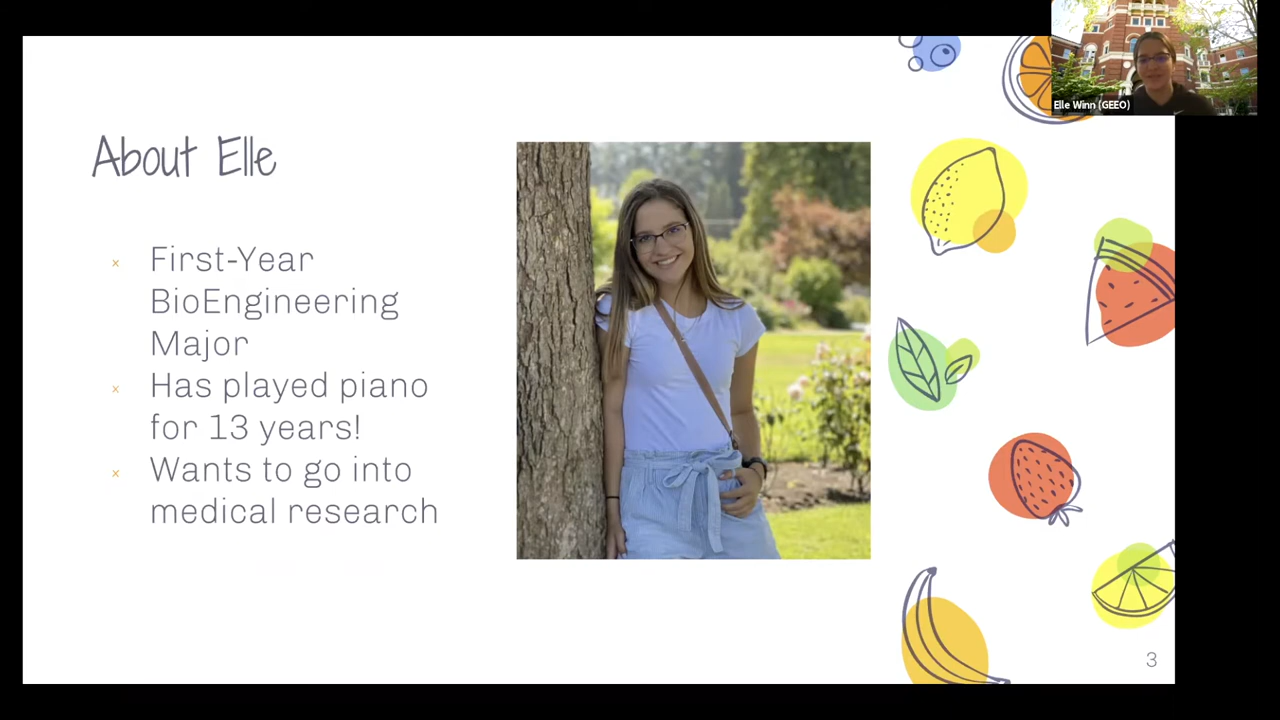 Elle Winn (GEEO)
About Elle
× First-Year
BioEngineering
Major
× Has played piano
for 13 years!
× Wants to go into
medical research
3